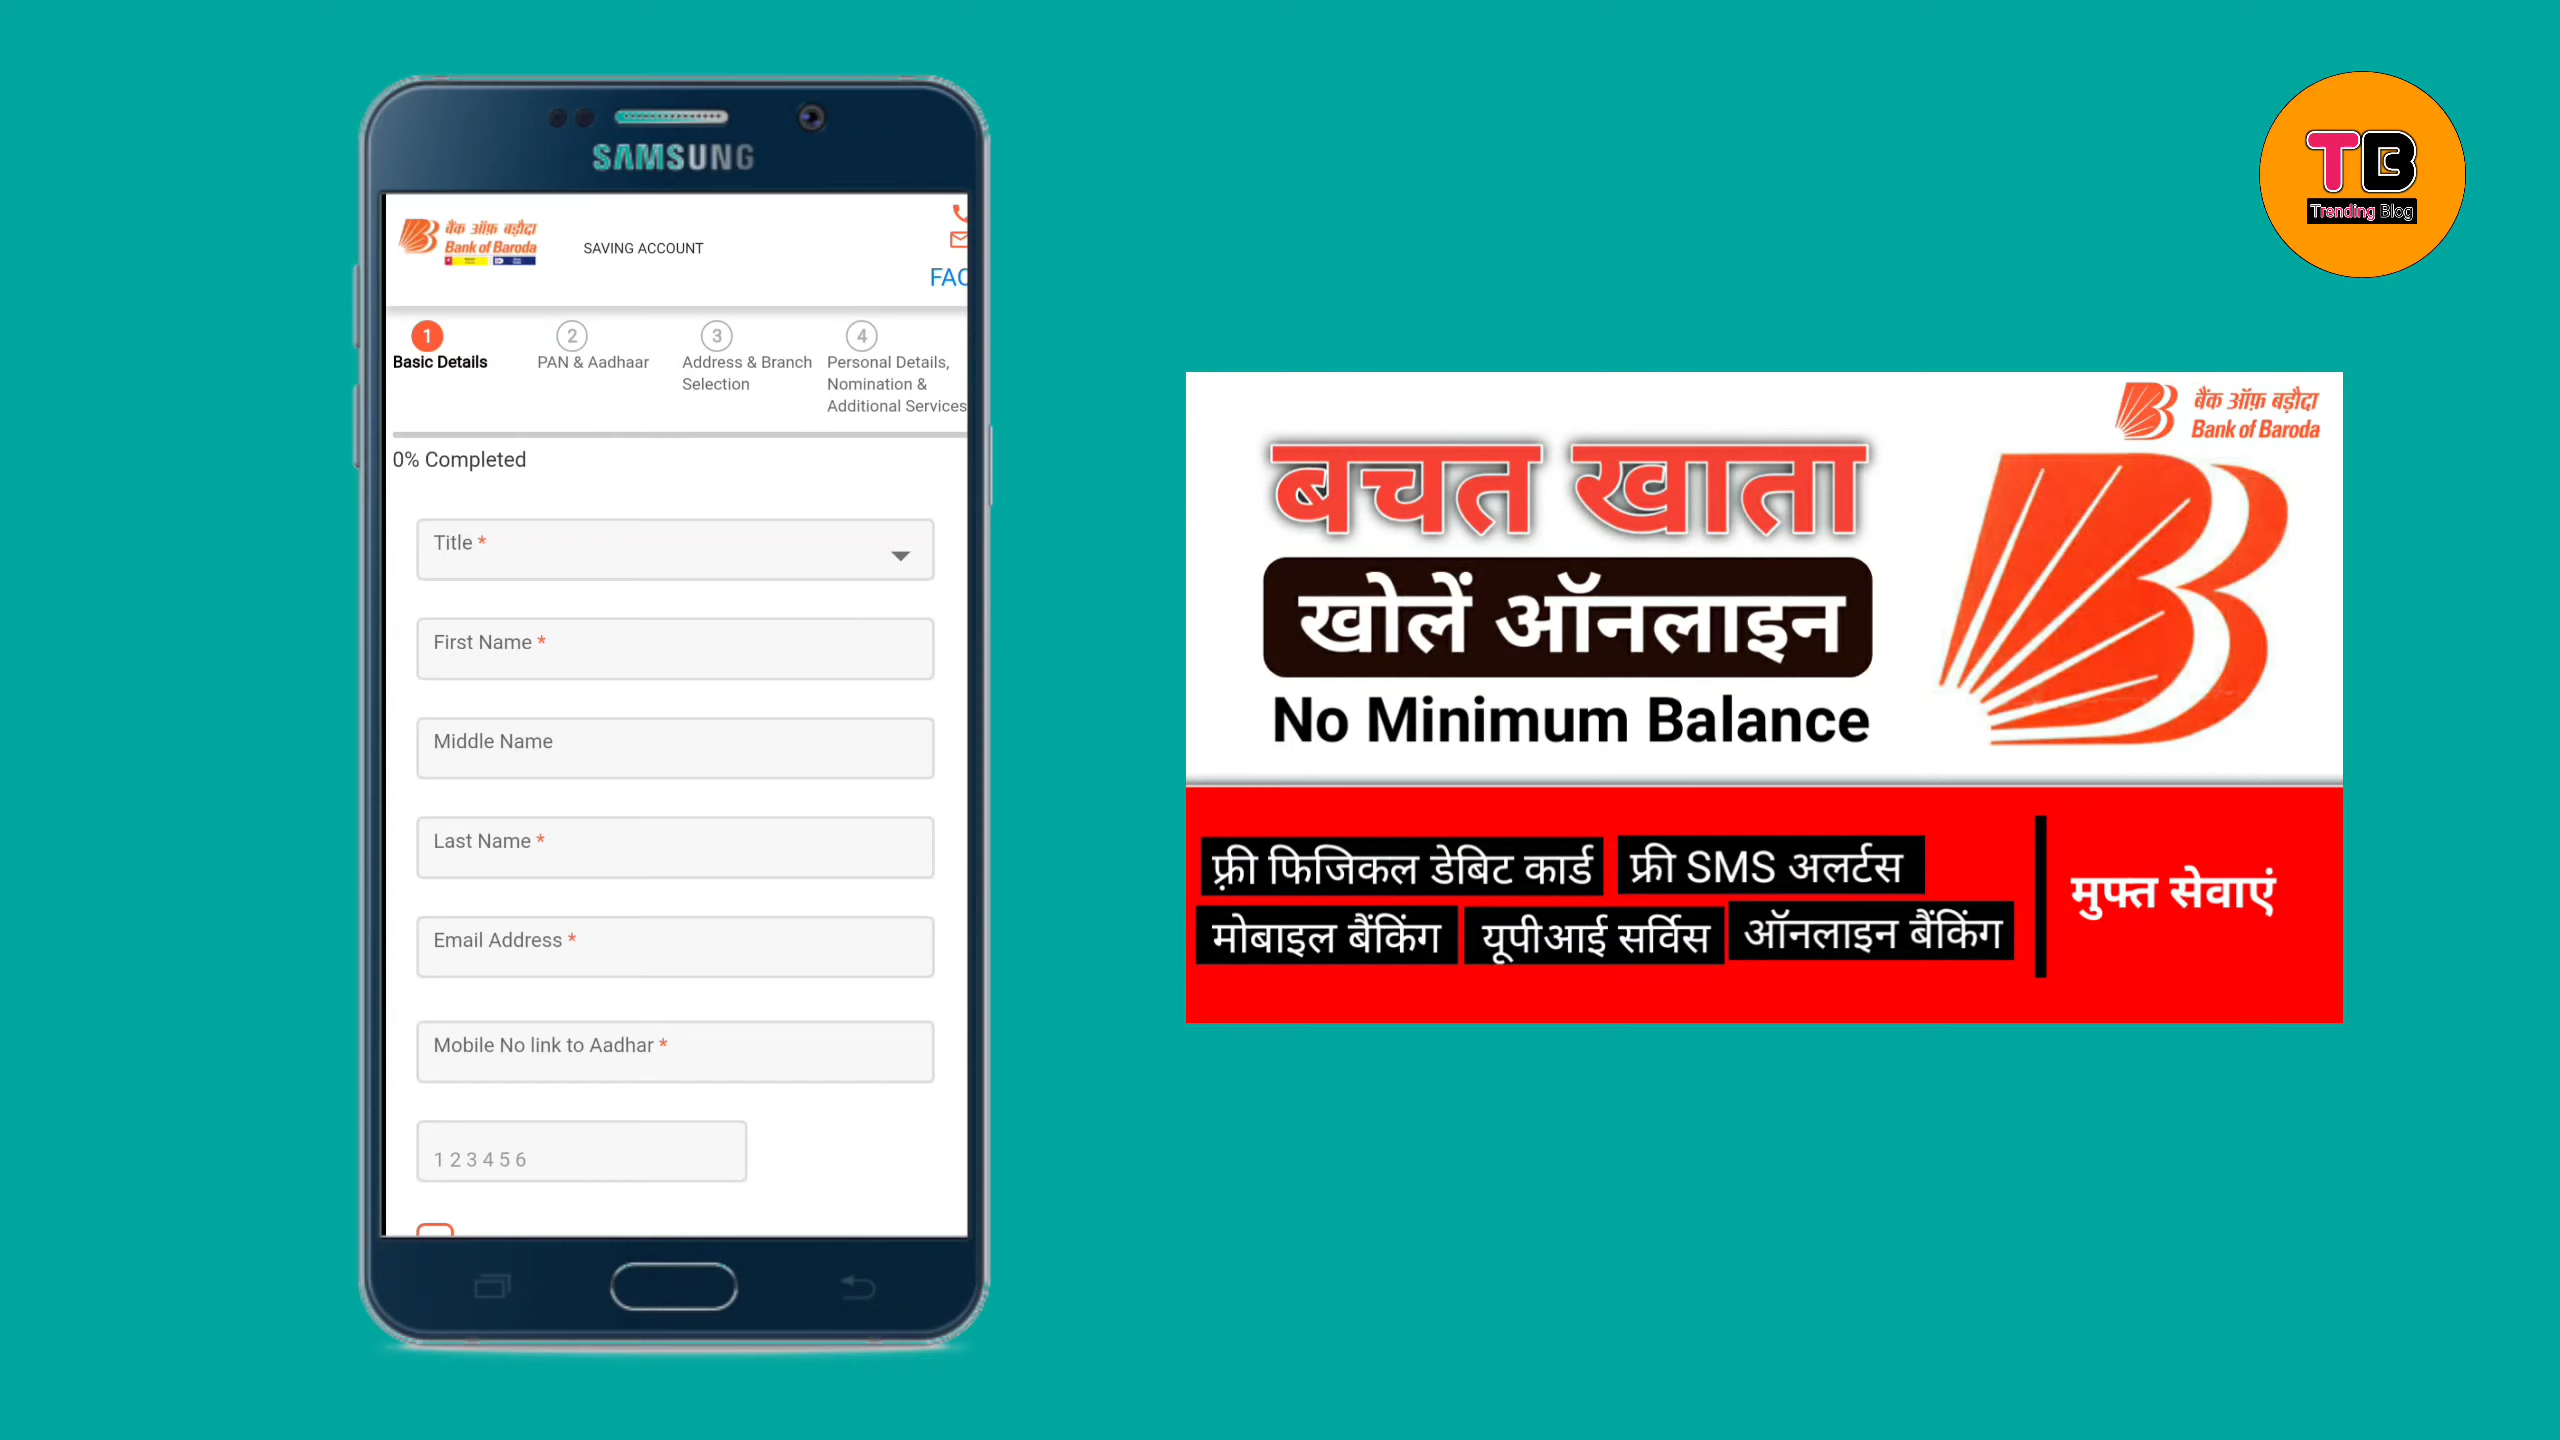 SAMSUNG
बैंक ऑफ़ बड़ौदा
Bank of Baroda
SAVING ACCOUNT
FAQ
1
2
3
4
Basic Details
PAN & Aadhaar
Address & Branch
Selection
Personal Details,
Nomination &
Additional Services
0% Completed
Title *
First Name *
Middle Name
Last Name *
Email Address *
Mobile No link to Aadhar *
1 2 3 4 5 6
TB
Trending Blog
बैंक ऑफ़ बड़ौदा
Bank of Baroda
बचत खाता
खोलें ऑनलाइन
No Minimum Balance
फ़्री फिजिकल डेबिट कार्ड
फ्री SMS अलर्टस
मोबाइल बैंकिंग
यूपीआई सर्विस
ऑनलाइन बैंकिंग
मुफ्त सेवाएं